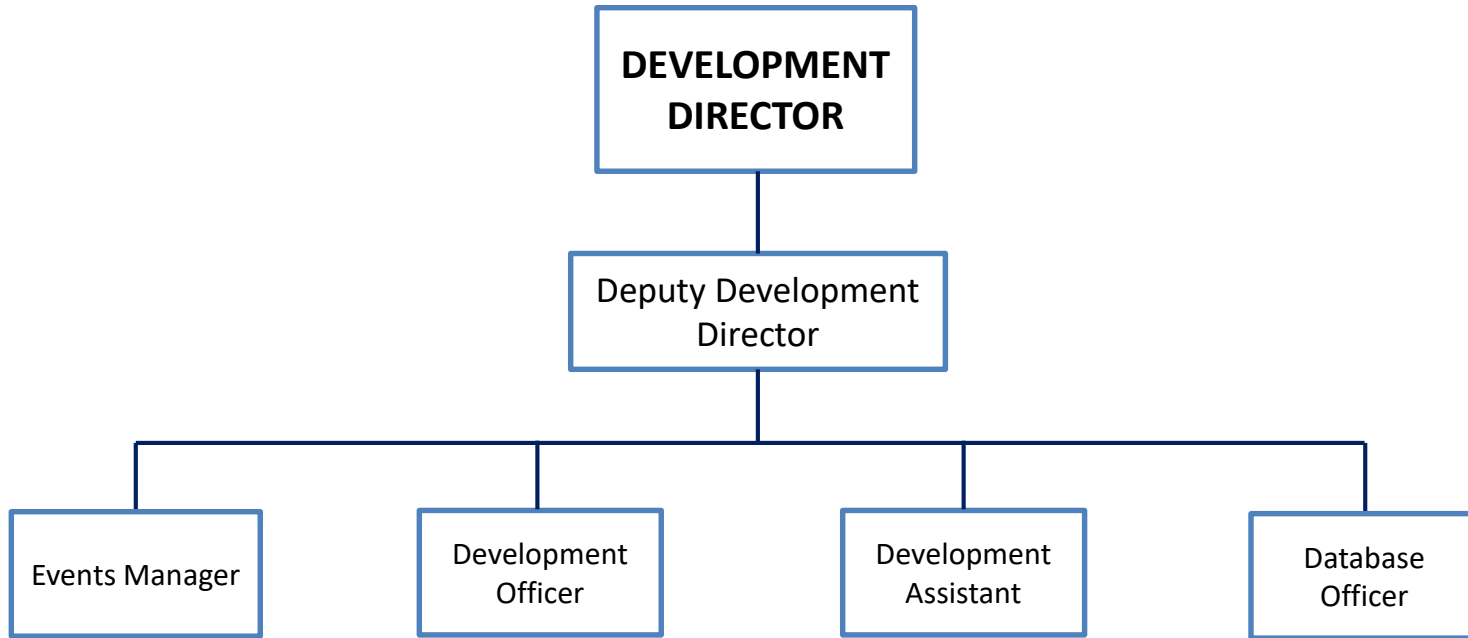 DEVELOPMENT
DIRECTOR
Deputy Development
Director
Events Manager
Development
Officer
Development
Assistant
Database
Officer